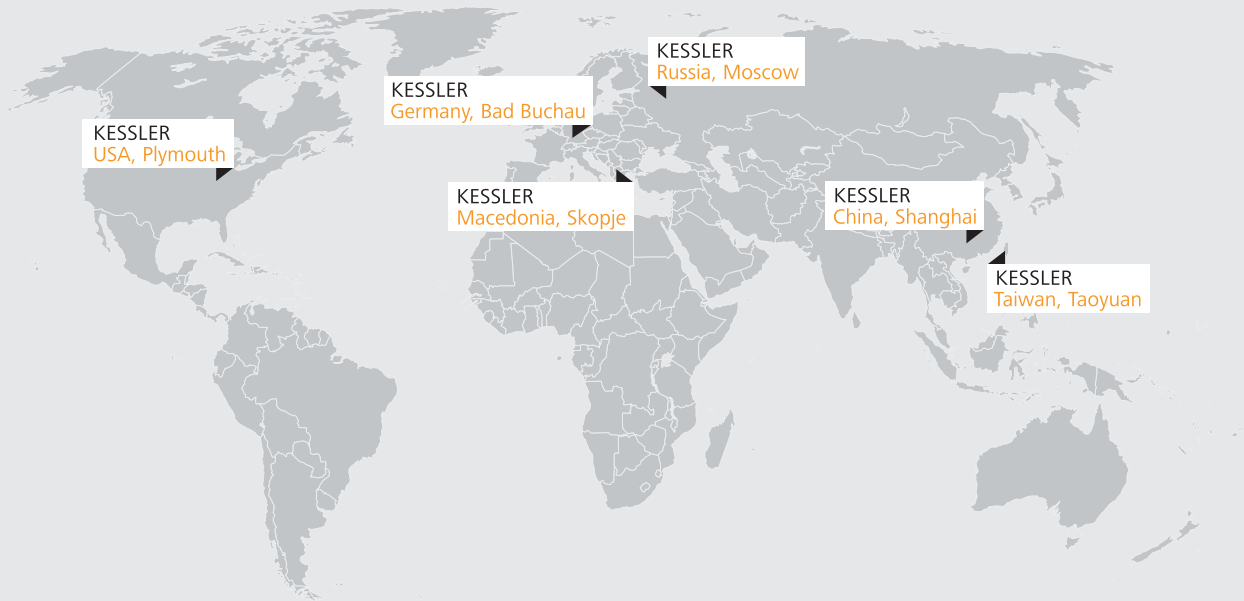 KESSLER
Russia, Moscow
KESSLER
Germany, Bad Buchau
KESSLER
USA, Plymouth
KESSLER
Macedonia, Skopje
KESSLER
China, Shanghai
KESSLER
Taiwan, Taoyuan